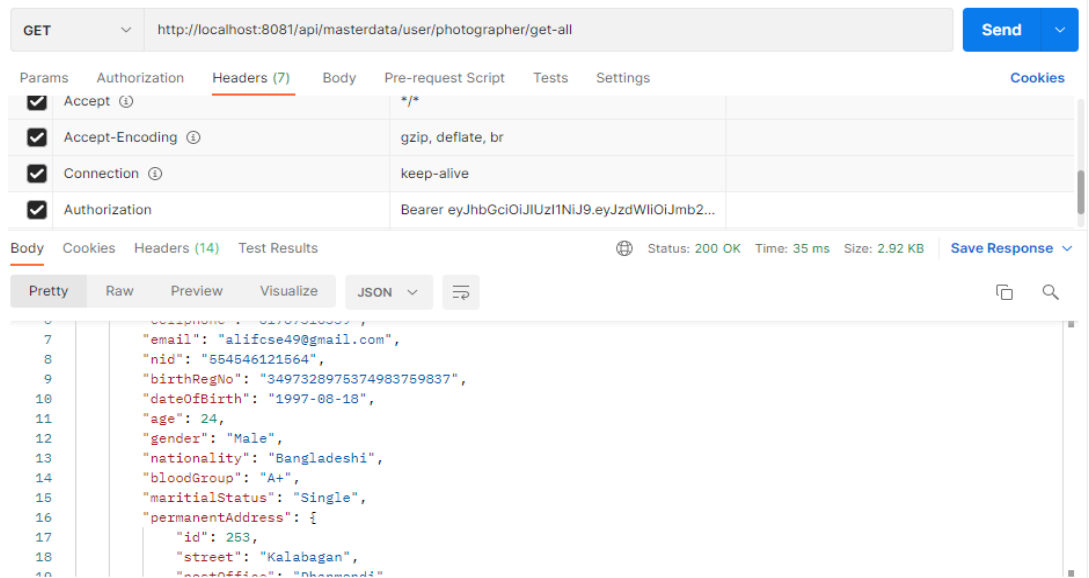 GET http://localhost:8081/api/masterdata/user/photographer/get-all Send
Params Authorization Headers (7) Body Pre-request Script Tests Settings Cookies
Accept */*
Accept-Encoding gzip, deflate, br
Connection keep-alive
Authorization Bearer eyJhbGciOiJIUzI1NiJ9.eyJzdWIiOiJmb2...
Body Cookies Headers (14) Test Results Status: 200 OK Time: 35 ms Size: 2.92 KB Save Response
Pretty Raw Preview Visualize JSON
7 "email": "alifcse49@gmail.com",
8 "nid": "554546121564",
9 "birthRegNo": "3497328975374983759837",
10 "dateOfBirth": "1997-08-18",
11 "age": 24,
12 "gender": "Male",
13 "nationality": "Bangladeshi",
14 "bloodGroup": "A+",
15 "maritialStatus": "Single",
16 "permanentAddress": {
17 "id": 253,
18 "street": "Kalabagan",